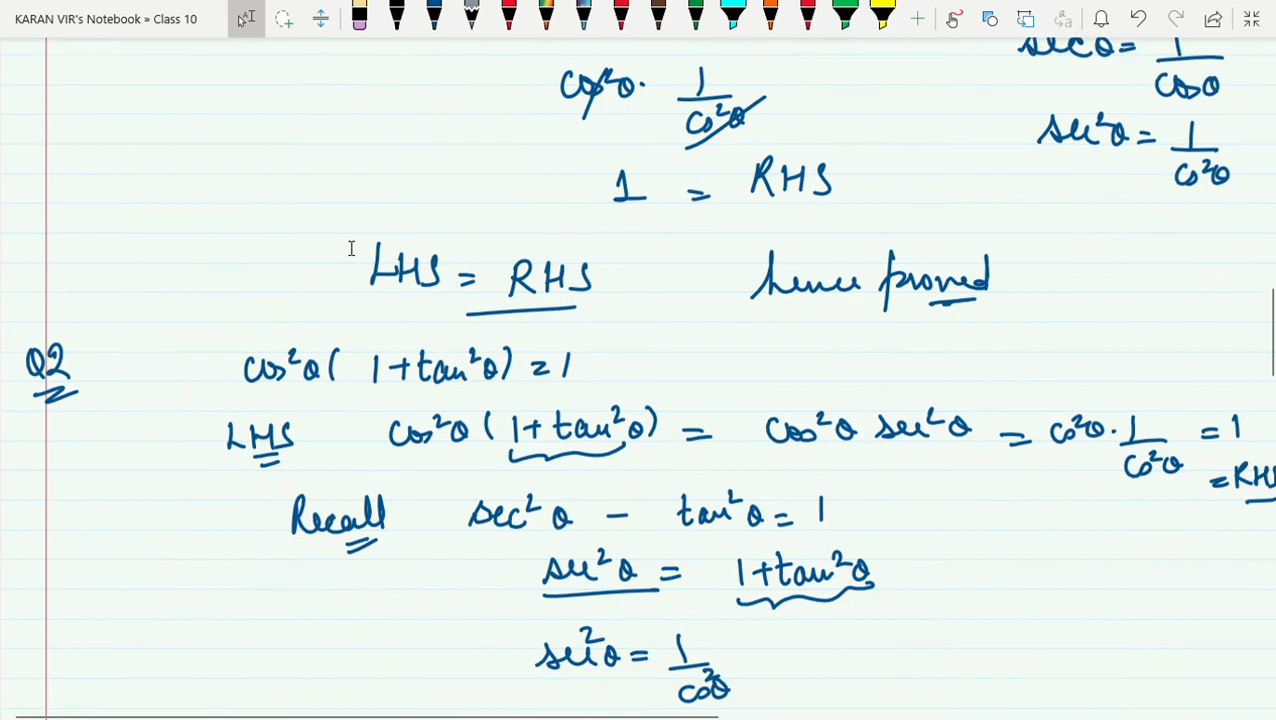 KARAN VIR's Notebook » Class 10
secθ = 1/cosθ
cos²θ · 1/cos²θ
sec²θ = 1/cos²θ
1 = RHS
LHS = RHS hence proved
Q2 cos²θ( 1+tan²θ) = 1
LHS cos²θ( 1+ tan²θ) = cos²θ sec²θ = cos²θ · 1/cos²θ = 1
= RHS
Recall sec²θ - tan²θ = 1
sec²θ = 1+tan²θ
sec²θ = 1/cos²θ